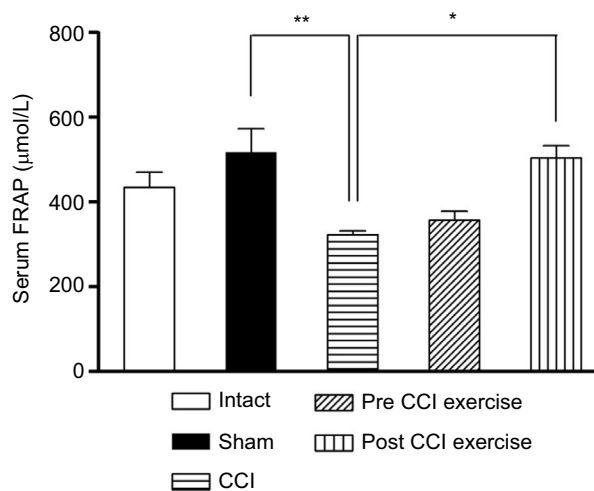 800
**
*
600
400
200
0
Serum FRAP (μmol/L)
Intact
Pre CCI exercise
Sham
Post CCI exercise
CCI